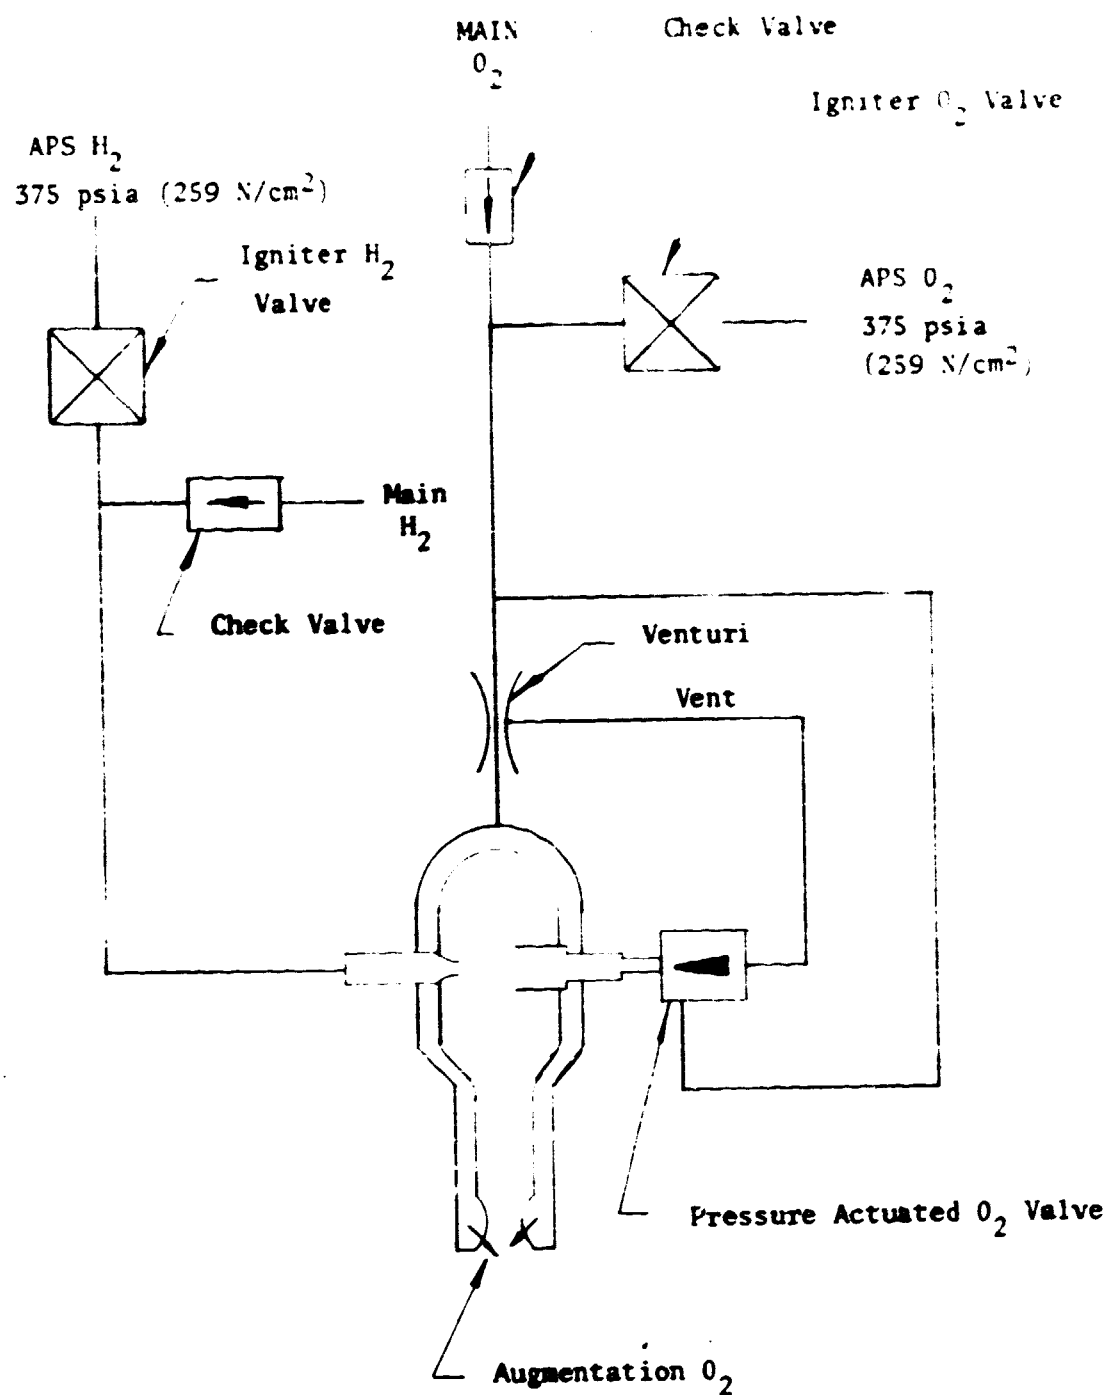 MAIN
O₂
Check Valve
Igniter O₂ Valve
APS H₂
375 psia (259 N/cm²)
Igniter H₂
Valve
APS O₂
375 psia
(259 N/cm²)
Main
H₂
Check Valve
Venturi
Vent
Pressure Actuated O₂ Valve
Augmentation O₂